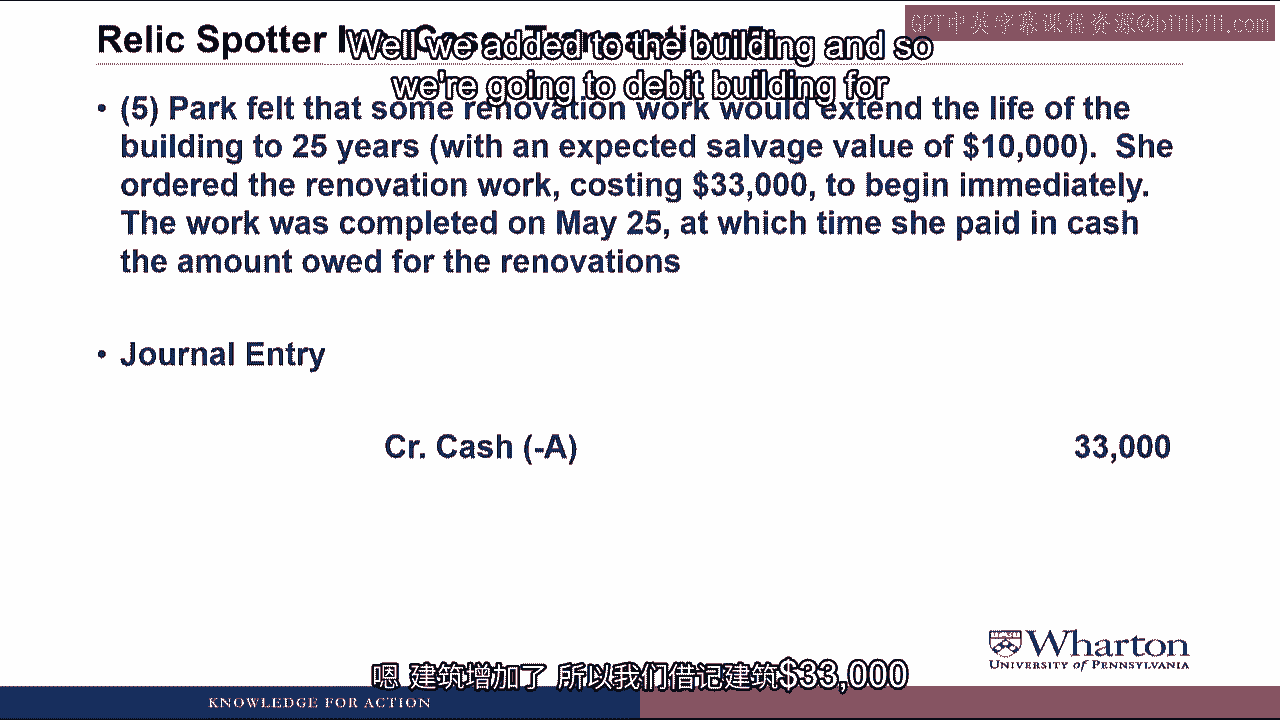 GPT中英字幕课程资源@bilibili.com
Relic Spotter Inc. Case: Transaction 5
Well we added to the building and so
we're going to debit building for
• (5) Park felt that some renovation work would extend the life of the
building to 25 years (with an expected salvage value of $10,000). She
ordered the renovation work, costing $33,000, to begin immediately.
The work was completed on May 25, at which time she paid in cash
the amount owed for the renovations
• Journal Entry
Cr. Cash (-A) 33,000
Wharton
UNIVERSITY of PENNSYLVANIA
嗯 建筑增加了 所以我们借记建筑$33,000
KNOWLEDGE FOR ACTION